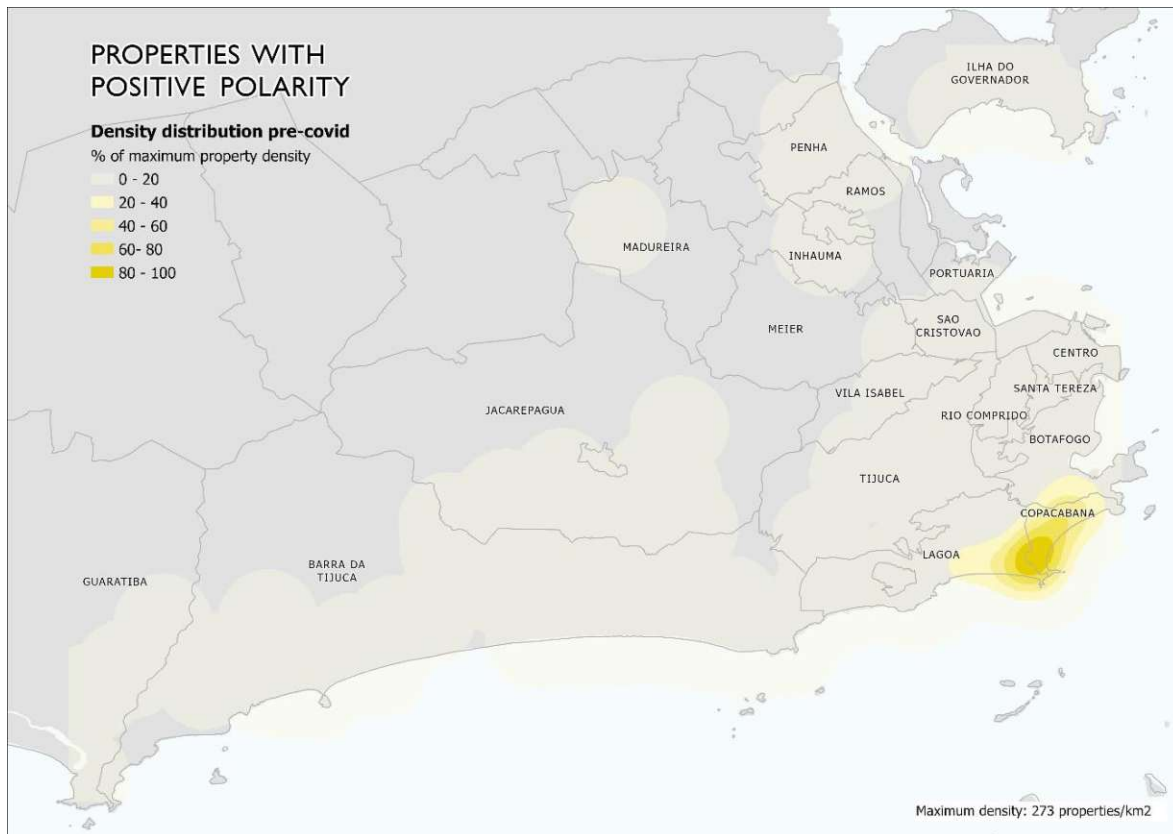 PROPERTIES WITH
POSITIVE POLARITY
Density distribution pre-covid
% of maximum property density
0 - 20
20 - 40
40 - 60
60- 80
80 - 100
ILHA DO
GOVERNADOR
PENHA
RAMOS
MADUREIRA
INHAUMA
PORTUARIA
MEIER
SAO
CRISTOVAO
CENTRO
VILA ISABEL
SANTA TEREZA
JACAREPAGUA
RIO COMPRIDO
BOTAFOGO
TIJUCA
COPACABANA
LAGOA
BARRA DA
TIJUCA
GUARATIBA
Maximum density: 273 properties/km2